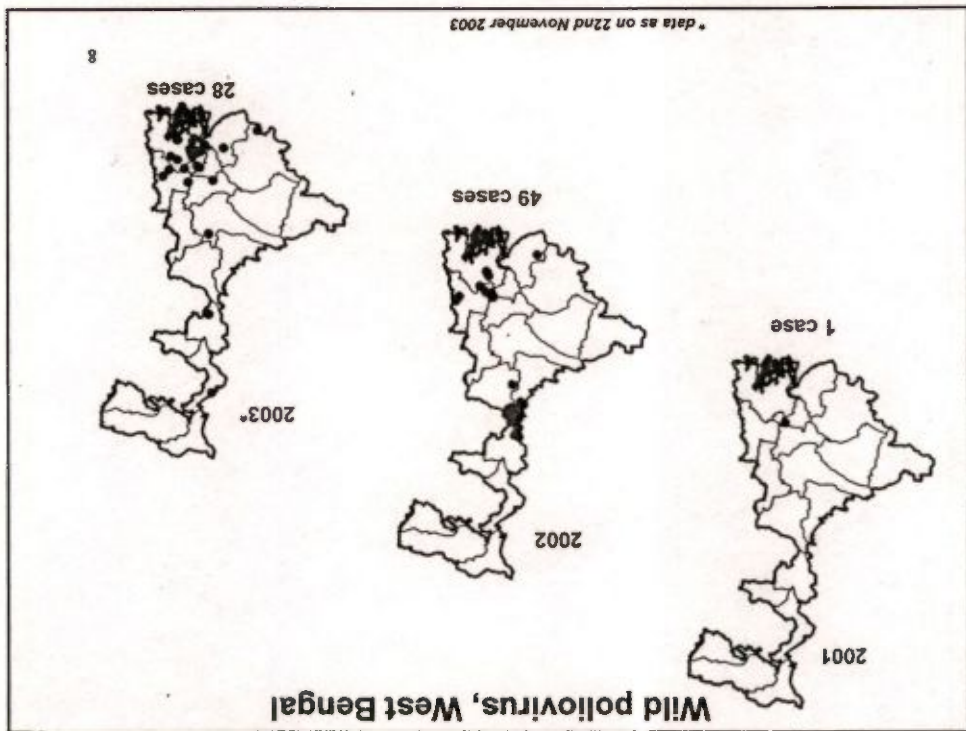 Wild poliovirus, West Bengal
2001
2002
2003*
1 case
49 cases
28 cases
*data as on 22nd November 2003
8